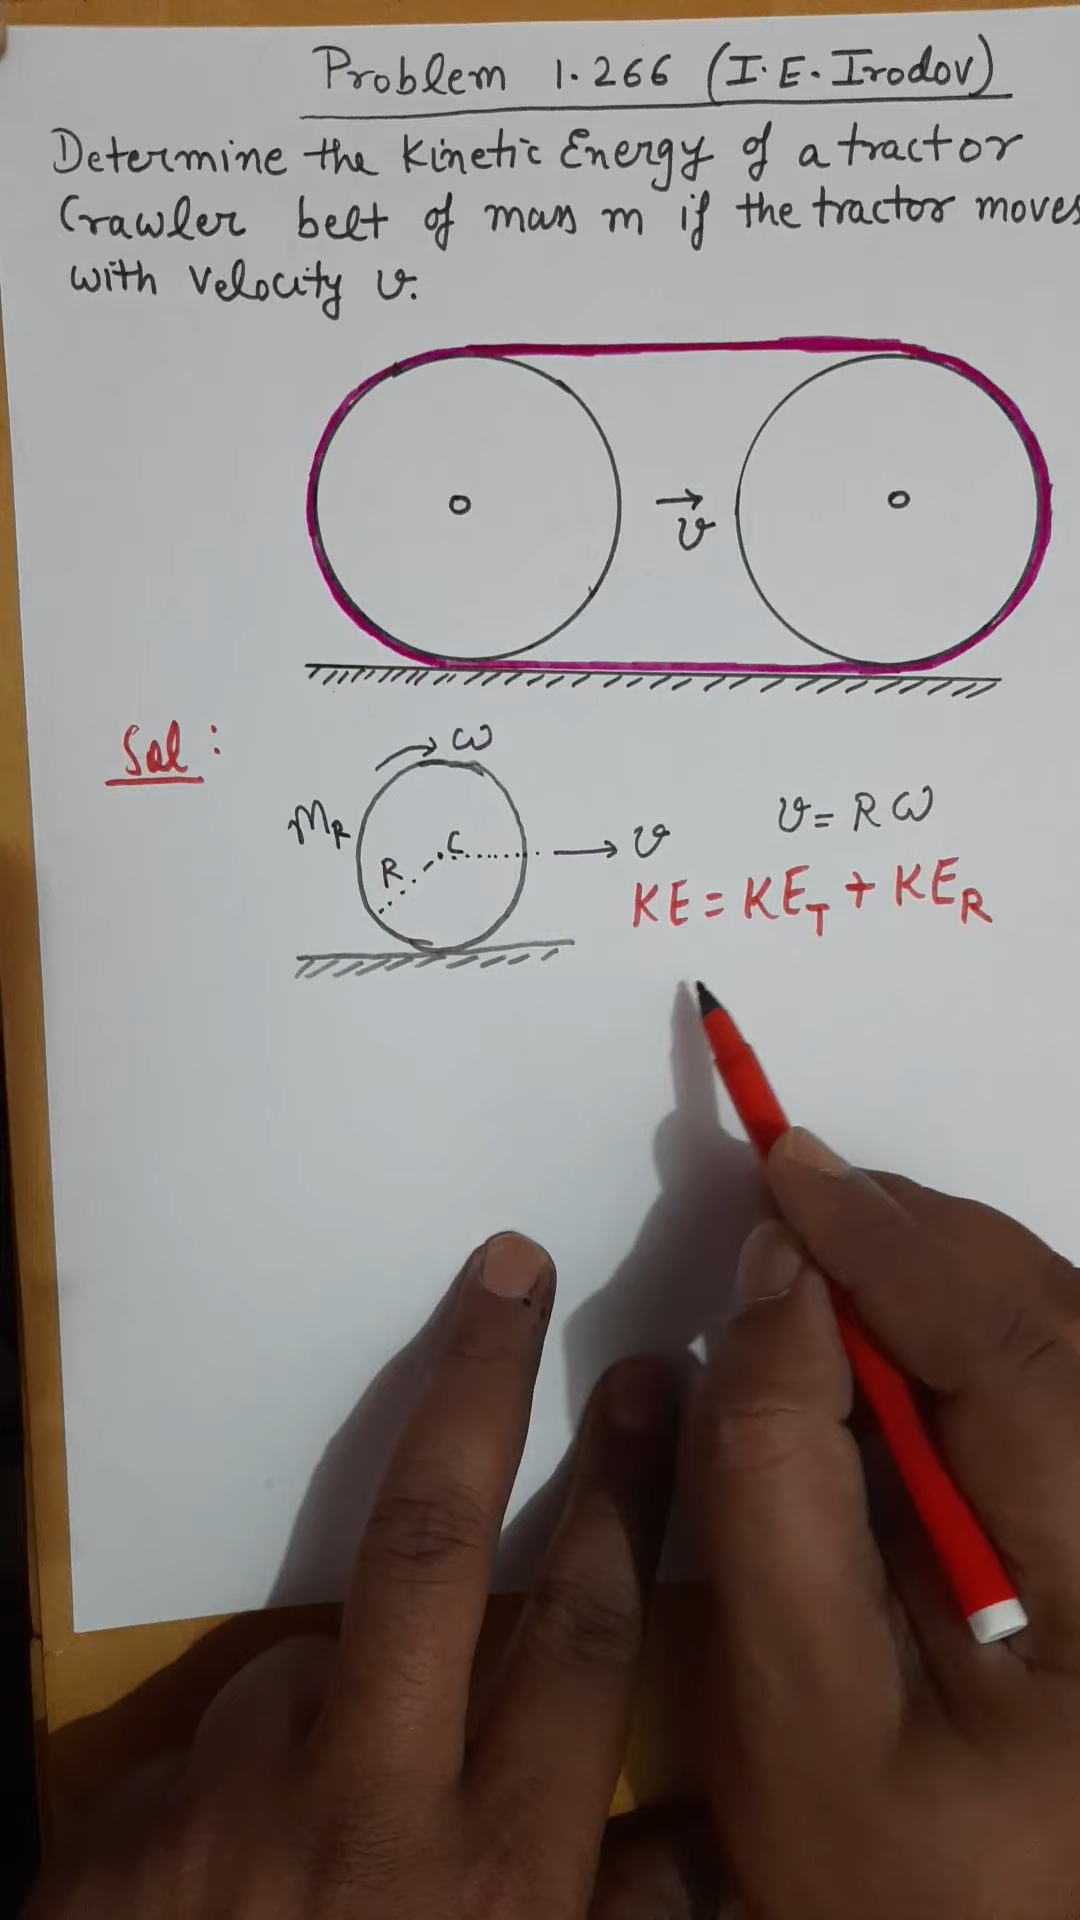 Problem 1.266 (I.E. Irodov)
Determine the Kinetic Energy of a tractor
Crawler belt of mass m if the tractor moves
with velocity v.
v
Sol:
ω
m_R
C
R
v
v = Rω
KE = KE_T + KE_R